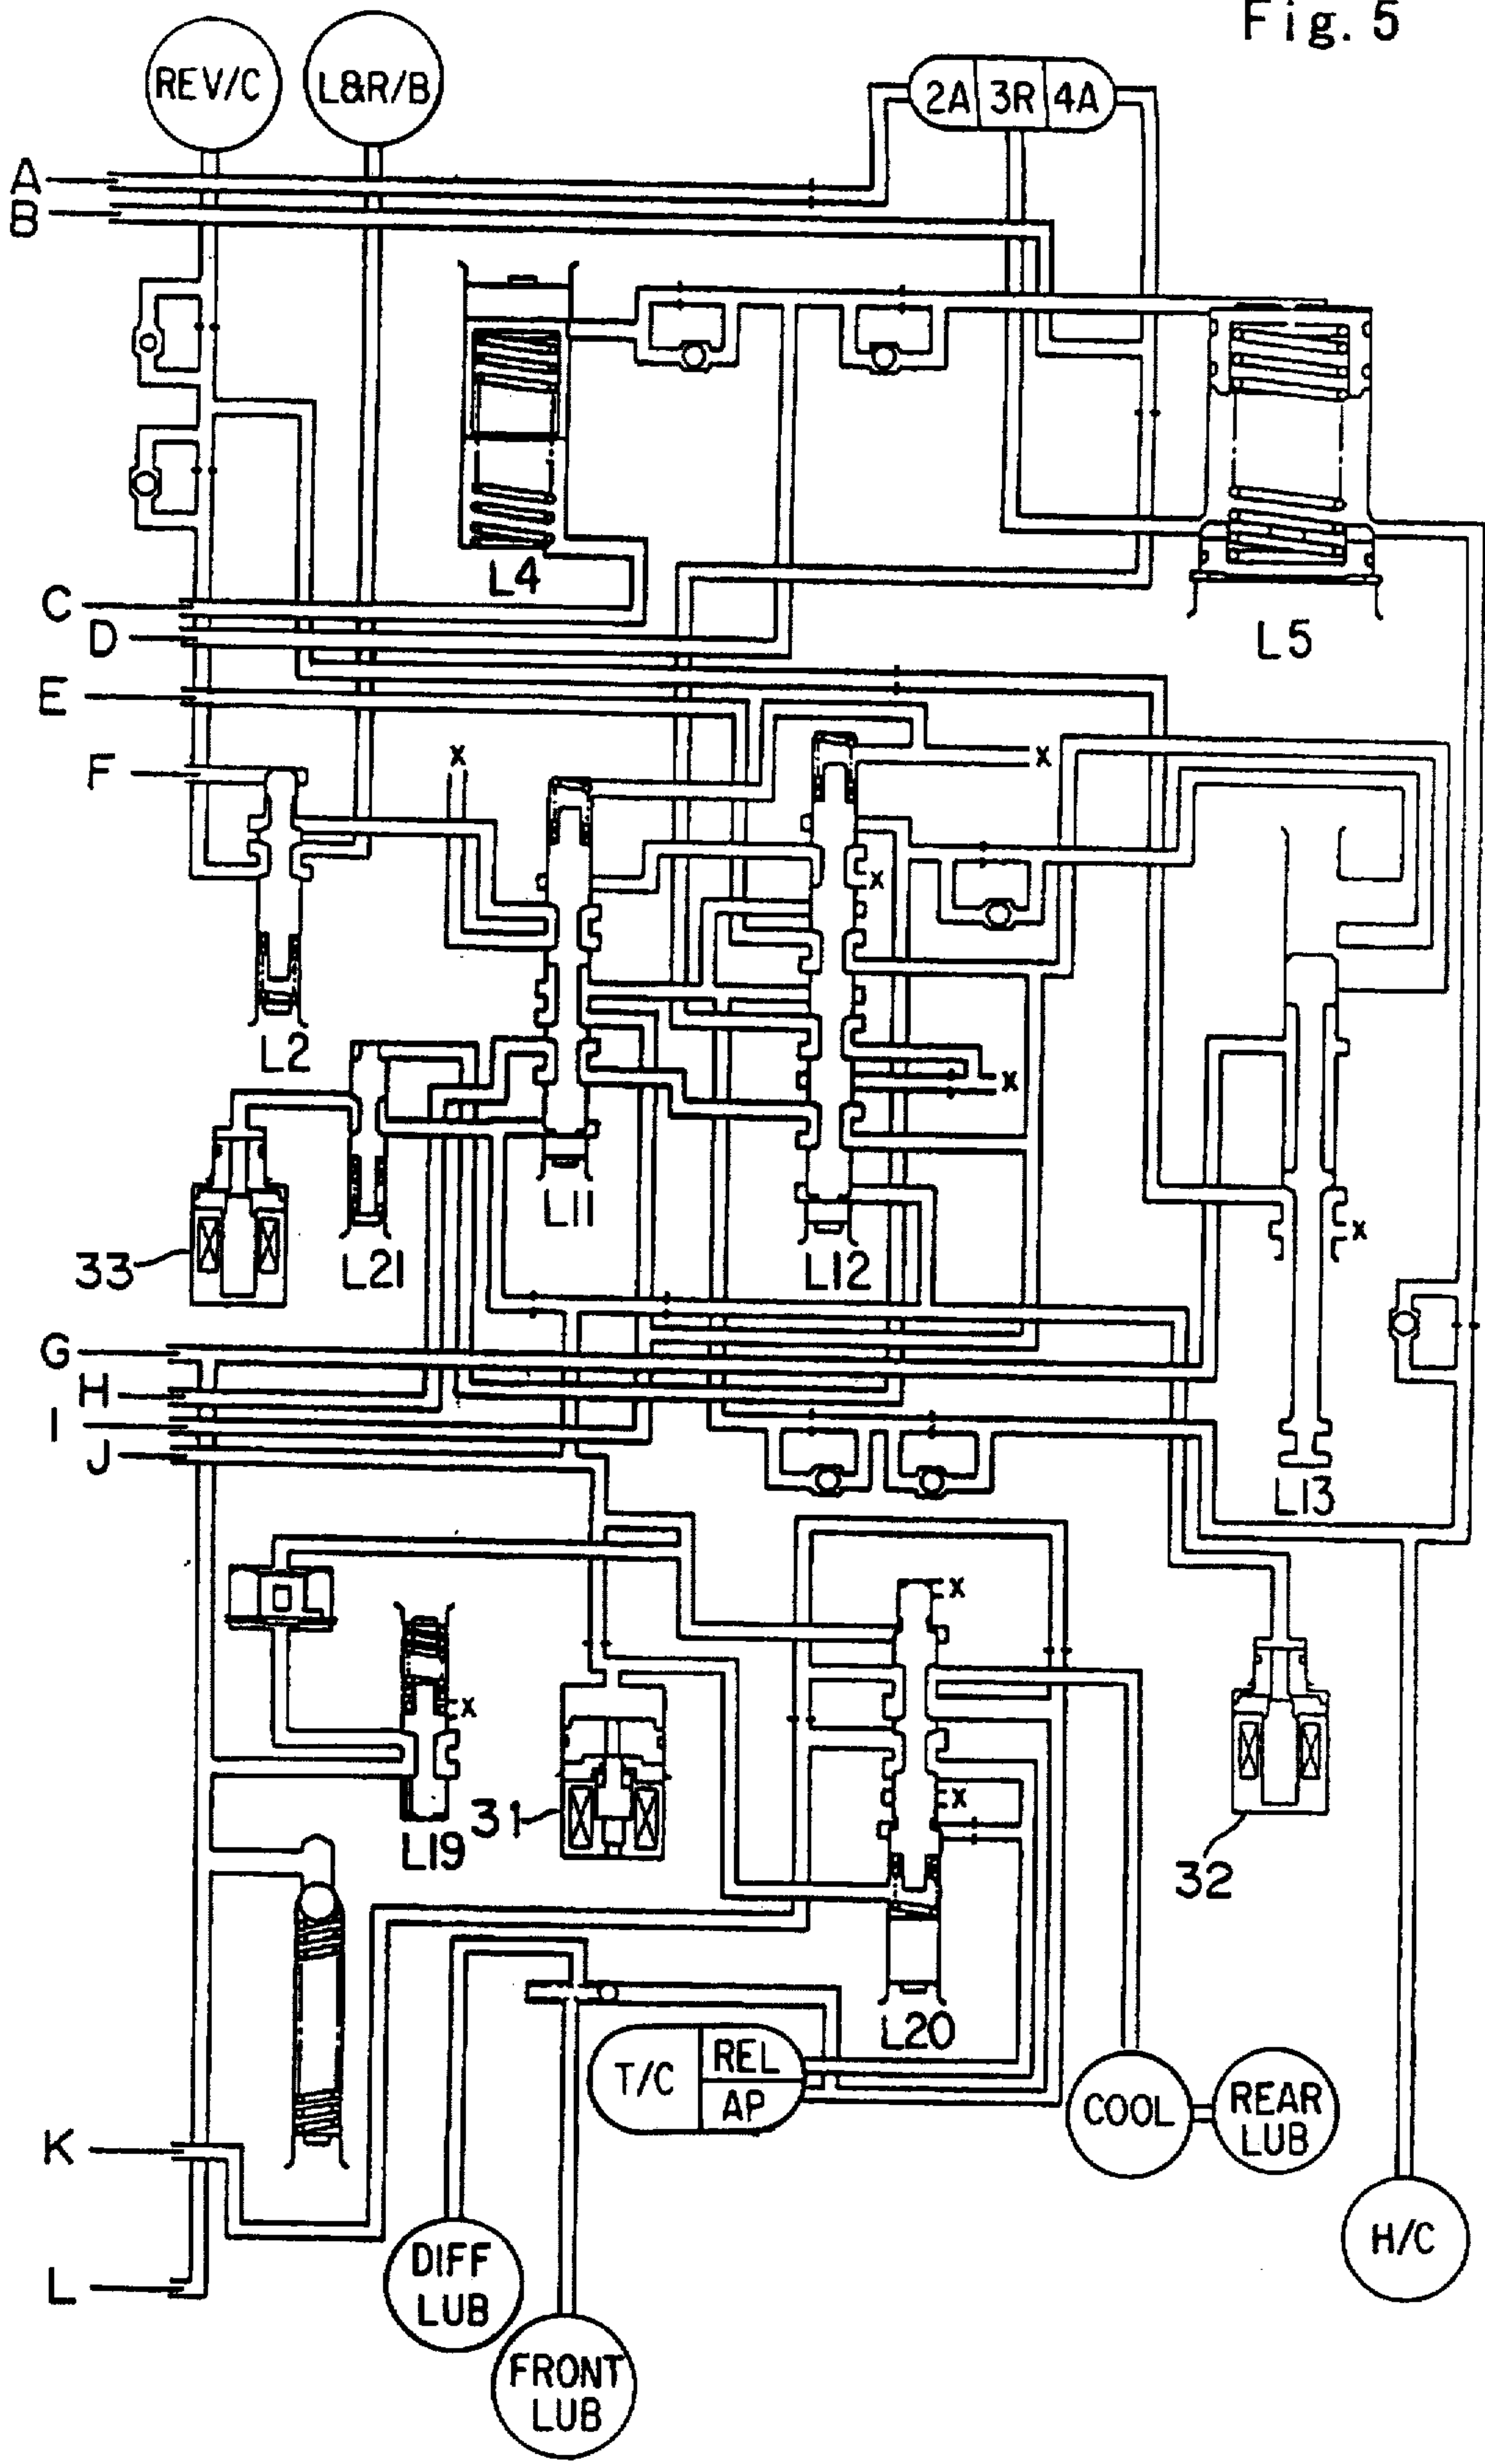 Fig. 5
REV/C
L&R/B
2A 3R 4A
A
B
L4
L5
C
D
E
F
x
x
x
L2
x
L11
L12
x
33
L21
G
H
I
J
L13
x
x
L19
31
x
32
L20
T/C REL
AP
COOL
REAR
LUB
K
H/C
DIFF
LUB
L
FRONT
LUB